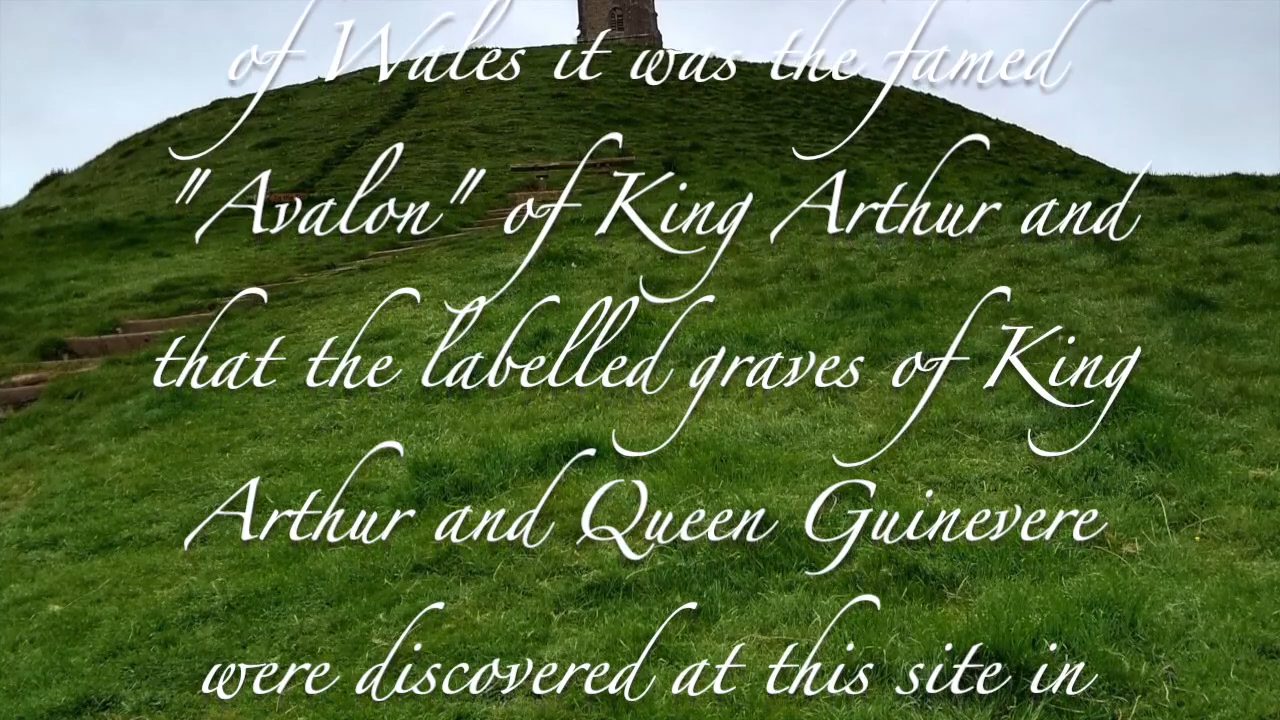 of Wales it was the famed
"Avalon" of King Arthur and
that the labelled graves of King
Arthur and Queen Guinevere
were discovered at this site in